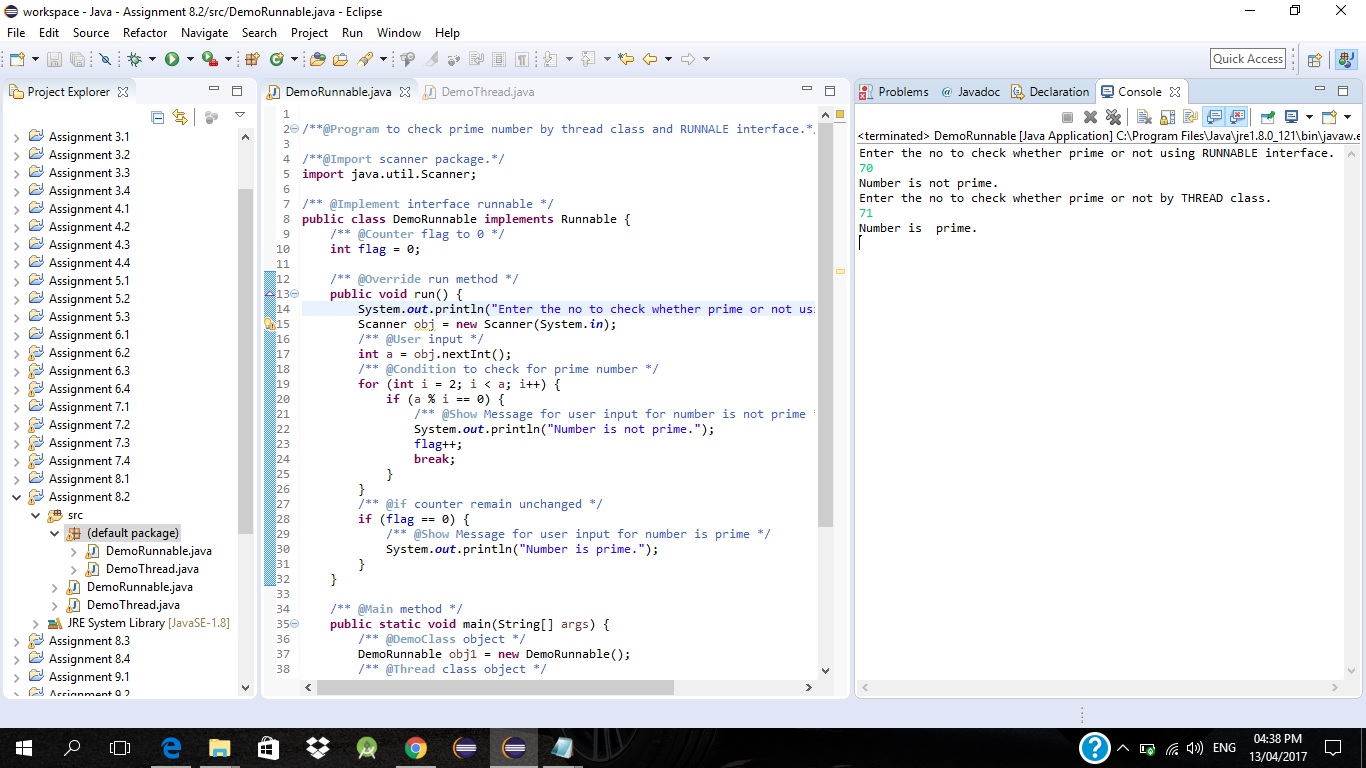 workspace - Java - Assignment 8.2/src/DemoRunnable.java - Eclipse
File Edit Source Refactor Navigate Search Project Run Window Help
Quick Access
Project Explorer
Assignment 3.1
Assignment 3.2
Assignment 3.3
Assignment 3.4
Assignment 4.1
Assignment 4.2
Assignment 4.3
Assignment 4.4
Assignment 5.1
Assignment 5.2
Assignment 5.3
Assignment 6.1
Assignment 6.2
Assignment 6.3
Assignment 6.4
Assignment 7.1
Assignment 7.2
Assignment 7.3
Assignment 7.4
Assignment 8.1
Assignment 8.2
src
(default package)
DemoRunnable.java
DemoThread.java
DemoRunnable.java
DemoThread.java
JRE System Library [JavaSE-1.8]
Assignment 8.3
Assignment 8.4
Assignment 9.1
Assignment 9.2
DemoRunnable.java DemoThread.java
1
2 /**@Program to check prime number by thread class and RUNNALE interface.*
3
4 /**@Import scanner package.*/
5 import java.util.Scanner;
6
7 /** @Implement interface runnable */
8 public class DemoRunnable implements Runnable {
9 /** @Counter flag to 0 */
10 int flag = 0;
11
12 /** @Override run method */
13 public void run() {
14 System.out.println("Enter the no to check whether prime or not us
15 Scanner obj = new Scanner(System.in);
16 /** @User input */
17 int a = obj.nextInt();
18 /** @Condition to check for prime number */
19 for (int i = 2; i < a; i++) {
20 if (a % i == 0) {
21 /** @Show Message for user input for number is not prime *
22 System.out.println("Number is not prime.");
23 flag++;
24 break;
25 }
26 }
27 /** @if counter remain unchanged */
28 if (flag == 0) {
29 /** @Show Message for user input for number is prime */
30 System.out.println("Number is prime.");
31 }
32 }
33
34 /** @Main method */
35 public static void main(String[] args) {
36 /** @DemoClass object */
37 DemoRunnable obj1 = new DemoRunnable();
38 /** @Thread class object */
Problems @ Javadoc Declaration Console
<terminated> DemoRunnable [Java Application] C:\Program Files\Java\jre1.8.0_121\bin\javaw.e
Enter the no to check whether prime or not using RUNNABLE interface.
70
Number is not prime.
Enter the no to check whether prime or not by THREAD class.
71
Number is  prime.
ENG
04:38 PM
13/04/2017